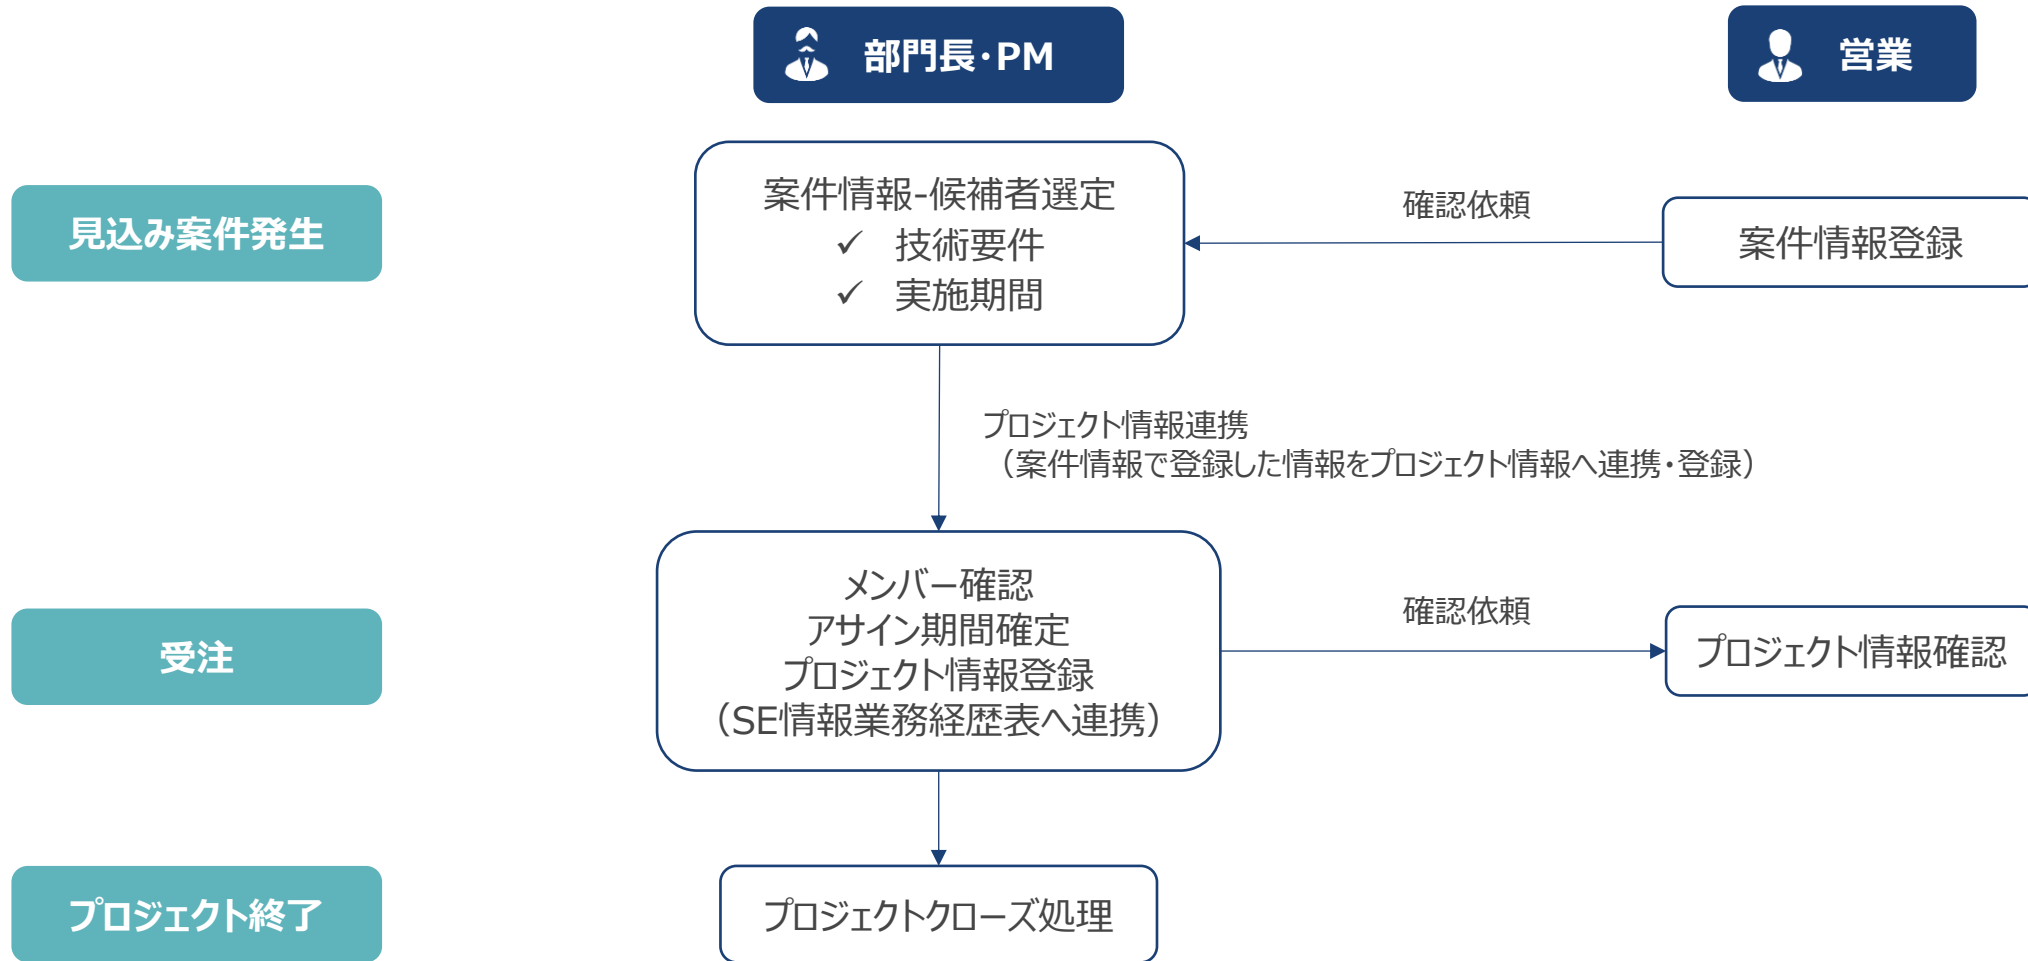 部門長・PM
営業
見込み案件発生
案件情報-候補者選定
✓ 技術要件
✓ 実施期間
確認依頼
案件情報登録
プロジェクト情報連携
（案件情報で登録した情報をプロジェクト情報へ連携・登録）
受注
メンバー確認
アサイン期間確定
プロジェクト情報登録
（SE情報業務経歴表へ連携）
確認依頼
プロジェクト情報確認
プロジェクト終了
プロジェクトクローズ処理